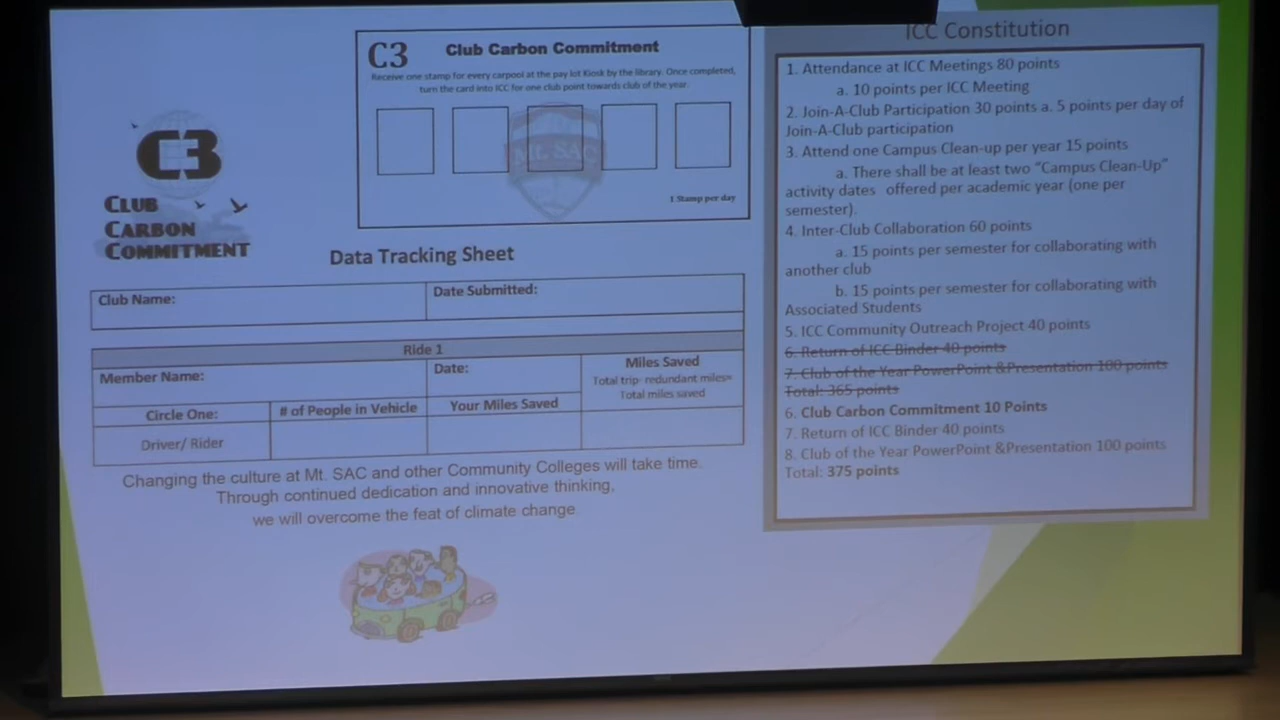 C3
Club Carbon Commitment
Receive one stamp for every carpool at the pay lot Kiosk by the library. Once completed,
turn the card into ICC for one club point towards club of the year.
Mt. SAC
1 Stamp per day
C3
CLUB
CARBON
COMMITMENT
Data Tracking Sheet
Club Name:
Date Submitted:
Ride 1
Member Name:
Date:
Miles Saved
Total trip- redundant miles=
Total miles saved
Circle One:
# of People in Vehicle
Your Miles Saved
Driver/ Rider
Changing the culture at Mt. SAC and other Community Colleges will take time.
Through continued dedication and innovative thinking,
we will overcome the feat of climate change
ICC Constitution
1. Attendance at ICC Meetings 80 points
a. 10 points per ICC Meeting
2. Join-A-Club Participation 30 points a. 5 points per day of
Join-A-Club participation
3. Attend one Campus Clean-up per year 15 points
a. There shall be at least two "Campus Clean-Up"
activity dates offered per academic year (one per
semester).
4. Inter-Club Collaboration 60 points
a. 15 points per semester for collaborating with
another club
b. 15 points per semester for collaborating with
Associated Students
5. ICC Community Outreach Project 40 points
6. Return of ICC Binder 40 points
7. Club of the Year PowerPoint &Presentation 100 points
Total: 365 points
6. Club Carbon Commitment 10 Points
7. Return of ICC Binder 40 points
8. Club of the Year PowerPoint &Presentation 100 points
Total: 375 points